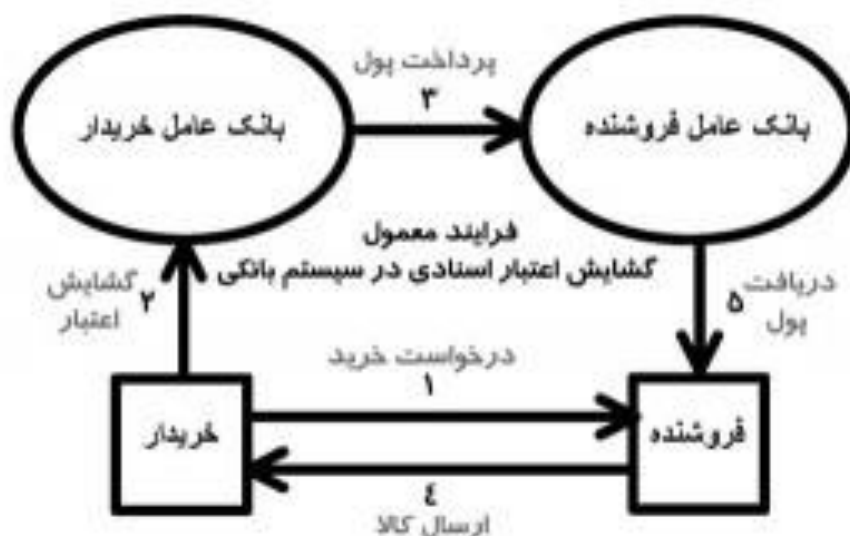 پرداخت پول
۳
بانک عامل فروشنده
بانک عامل خریدار
فرایند معمول
گشایش اعتبار اسنادی در سیستم بانکی
دریافت
پول
۵
گشایش
اعتبار
۲
درخواست خرید
۱
فروشنده
خریدار
٤
ارسال کالا